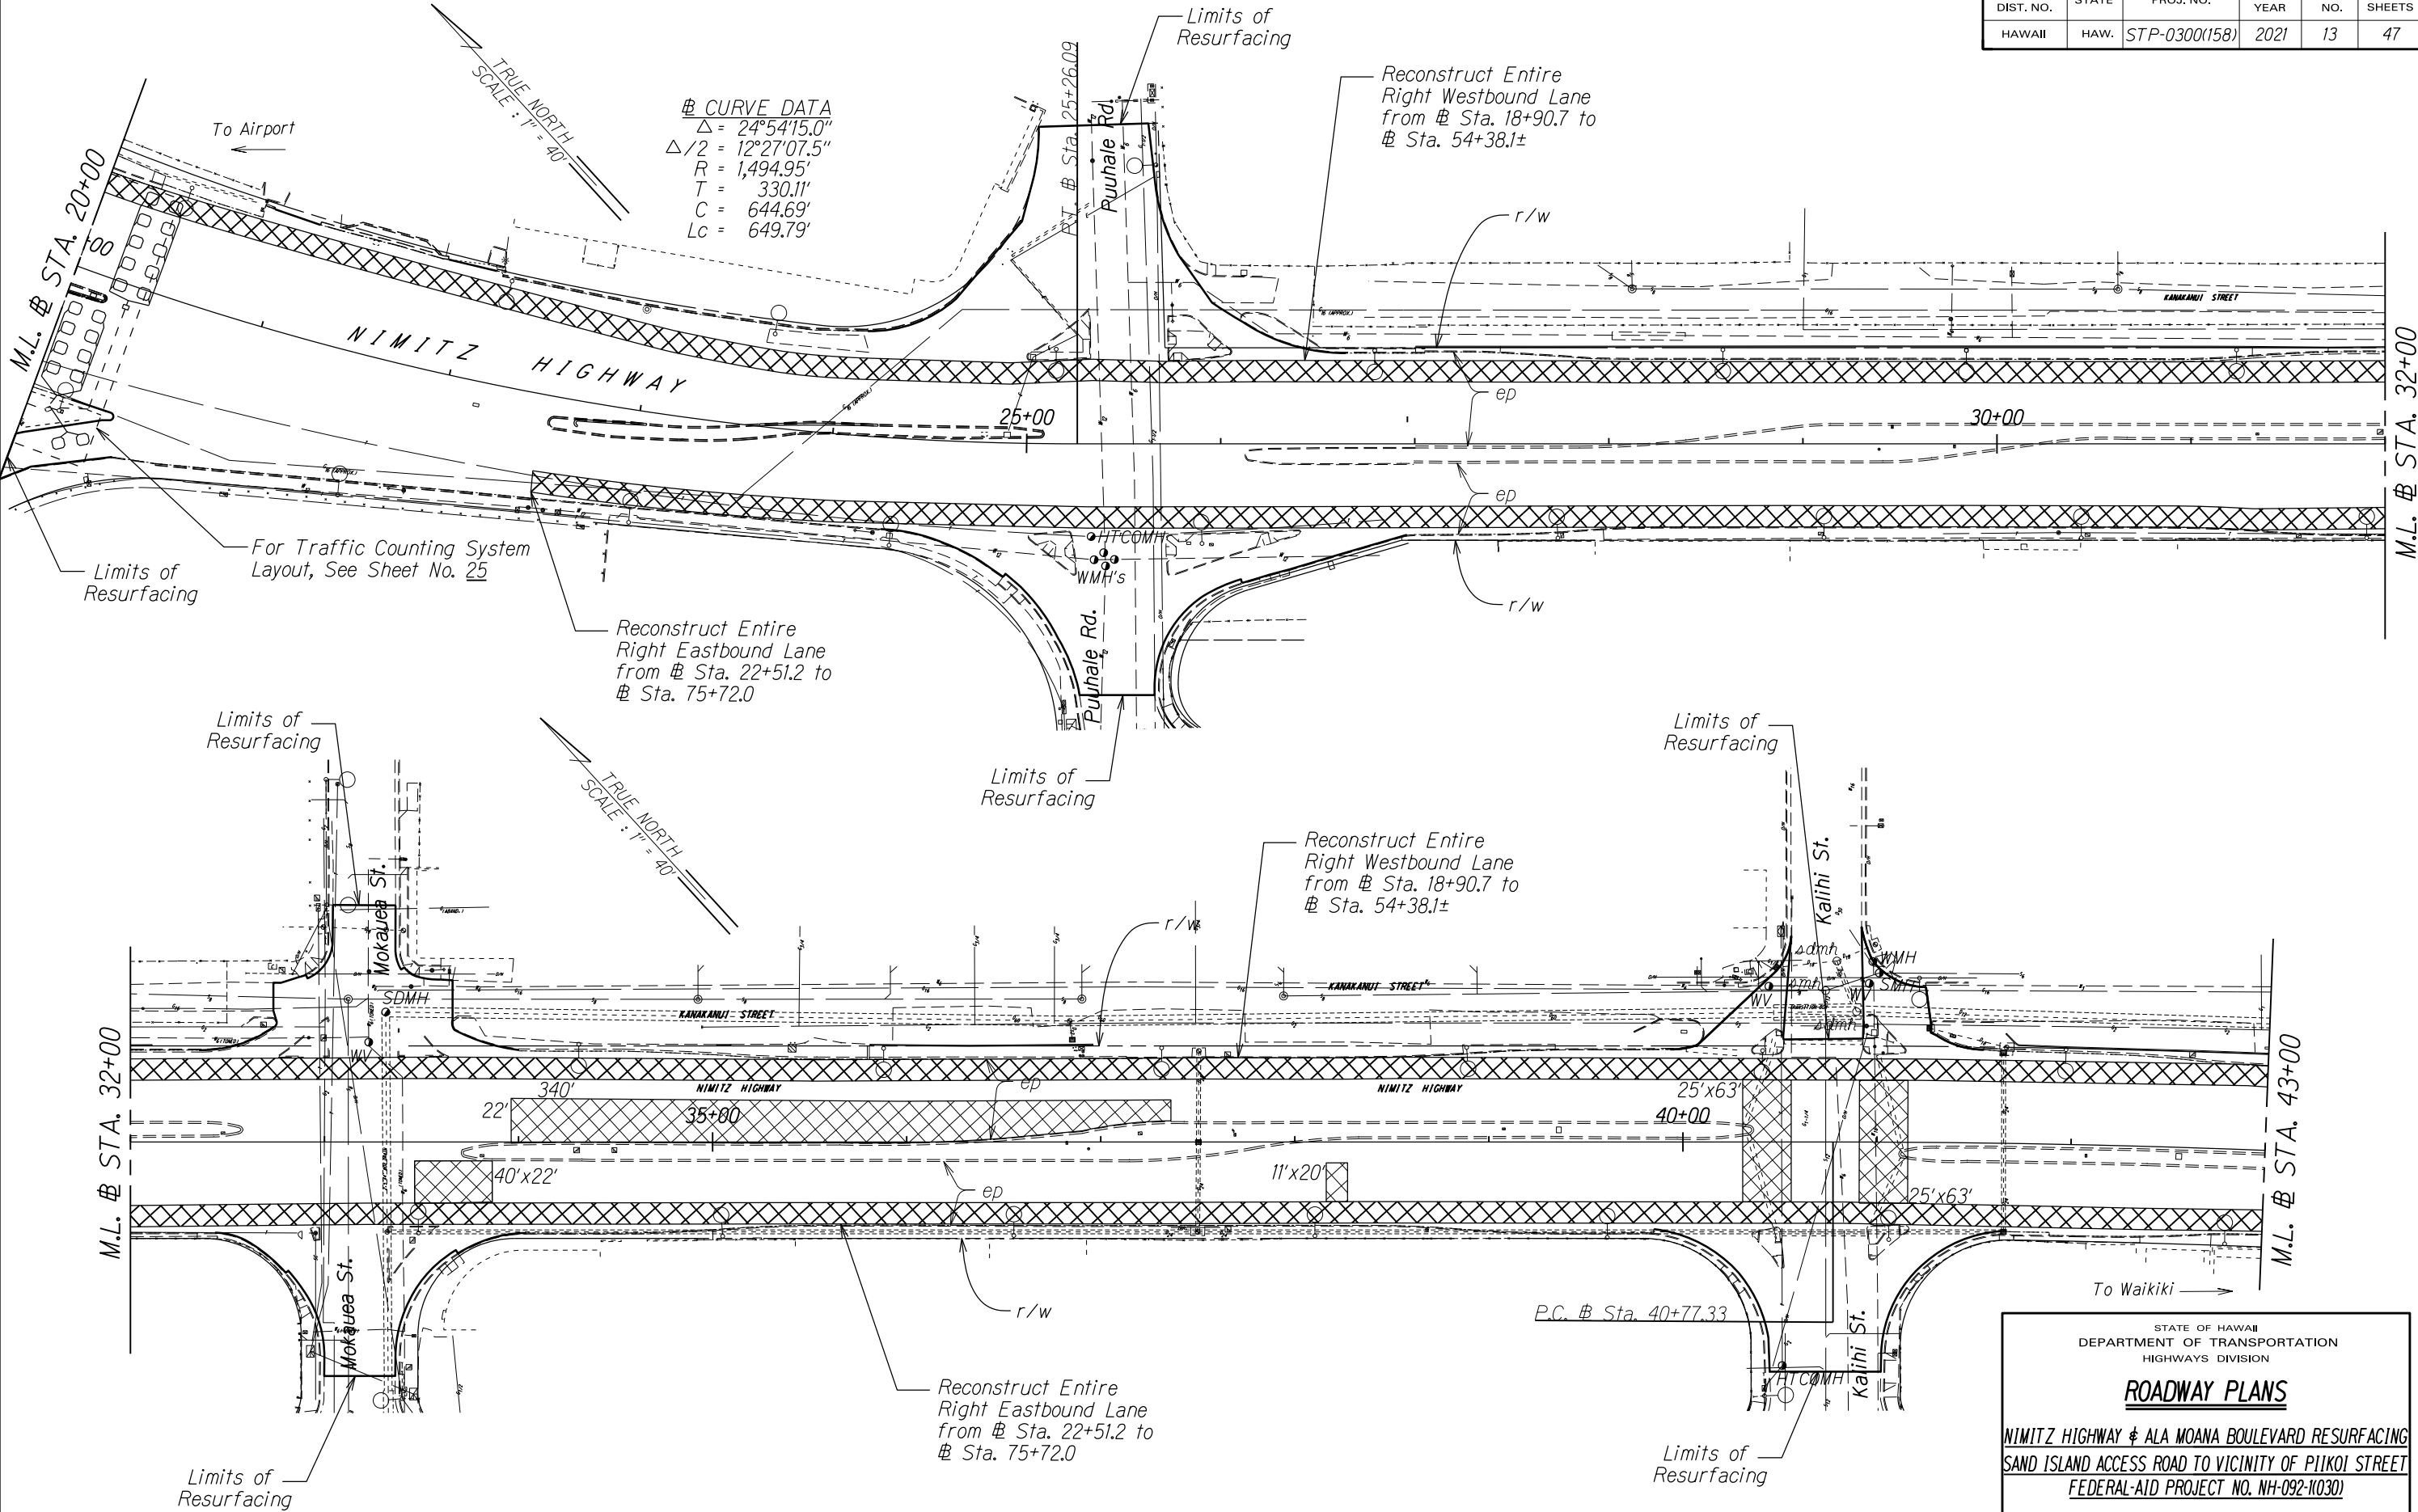 DIST. NO.
STATE
PROJ. NO.
YEAR
NO.
SHEETS
HAWAII
HAW.
STP-0300(158)
2021
13
47
Limits of
Resurfacing
TRUE NORTH
SCALE : 1" = 40'
To Airport
℄ CURVE DATA
Δ = 24°54'15.0"
Δ/2 = 12°27'07.5"
R = 1,494.95'
T = 330.11'
C = 644.69'
Lc = 649.79'
Sta. 25+26.09
Puuhale Rd.
Reconstruct Entire
Right Westbound Lane
from ℄ Sta. 18+90.7 to
℄ Sta. 54+38.1±
r/w
M.L. ℄ STA. 20+00
NIMITZ HIGHWAY
KANAKANUI STREET
25+00
30+00
ep
ep
M.L. ℄ STA. 32+00
HTCOMH
WMH's
r/w
For Traffic Counting System
Layout, See Sheet No. 25
Limits of
Resurfacing
Reconstruct Entire
Right Eastbound Lane
from ℄ Sta. 22+51.2 to
℄ Sta. 75+72.0
Puuhale Rd.
Limits of
Resurfacing
Limits of
Resurfacing
TRUE NORTH
SCALE : 1" = 40'
Limits of
Resurfacing
Reconstruct Entire
Right Westbound Lane
from ℄ Sta. 18+90.7 to
℄ Sta. 54+38.1±
Mokauea St.
Kalihi St.
r/w
sdmh
WMH
SDMH
KANAKANUI STREET
KANAKANUI STREET
WV
smh
WV
sdmh
WV
M.L. ℄ STA. 32+00
NIMITZ HIGHWAY
NIMITZ HIGHWAY
340'
22'
ep
35+00
25'x63'
40+00
M.L. ℄ STA. 43+00
40'x22'
11'x20'
ep
25'x63'
Mokauea St.
r/w
P.C. ℄ Sta. 40+77.33
Kalihi St.
HTCOMH
To Waikiki
Reconstruct Entire
Right Eastbound Lane
from ℄ Sta. 22+51.2 to
℄ Sta. 75+72.0
Limits of
Resurfacing
Limits of
Resurfacing
STATE OF HAWAII
DEPARTMENT OF TRANSPORTATION
HIGHWAYS DIVISION
ROADWAY PLANS
NIMITZ HIGHWAY & ALA MOANA BOULEVARD RESURFACING
SAND ISLAND ACCESS ROAD TO VICINITY OF PIIKOI STREET
FEDERAL-AID PROJECT NO. NH-092-1(030)